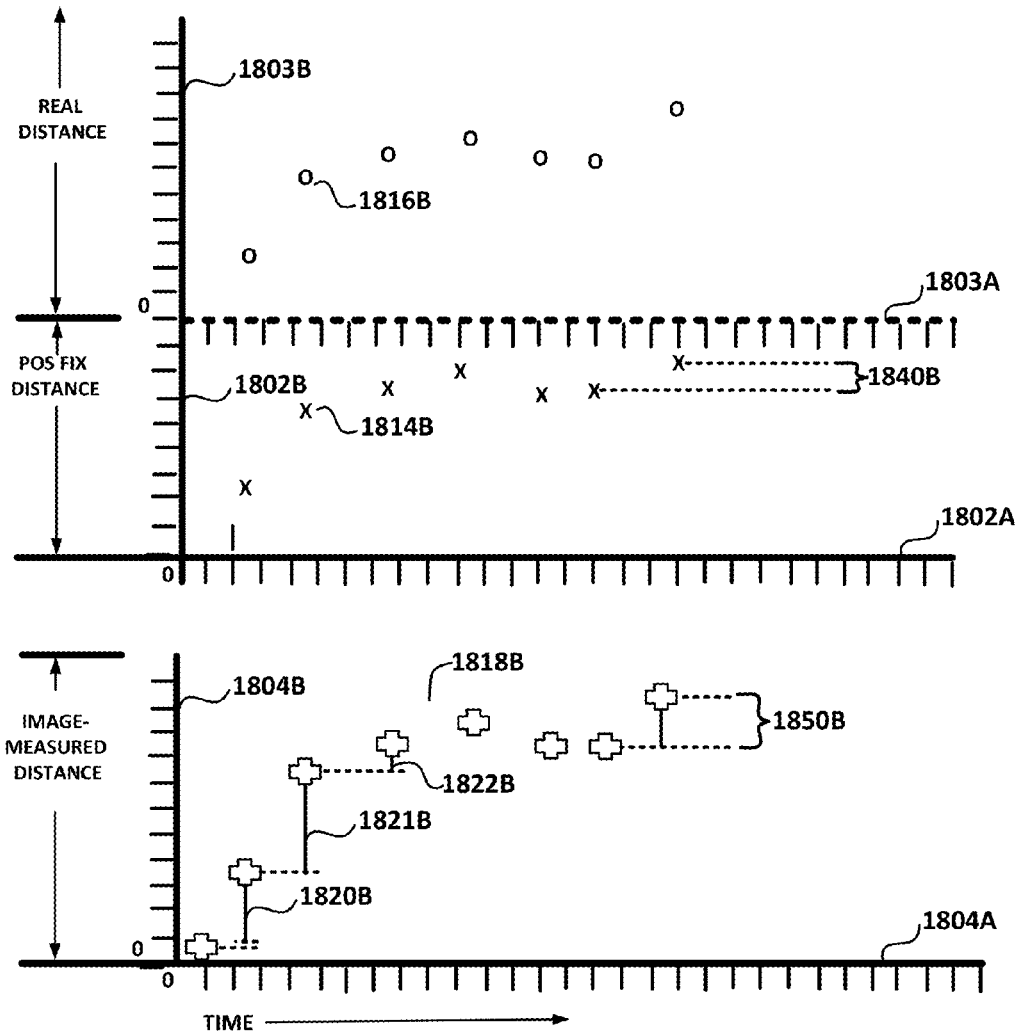 1803B
REAL
DISTANCE
1816B
0
1803A
POS FIX
DISTANCE
1802B
1840B
1814B
1802A
0
1818B
1804B
IMAGE-
MEASURED
DISTANCE
1850B
1822B
1821B
1820B
1804A
0
0
TIME